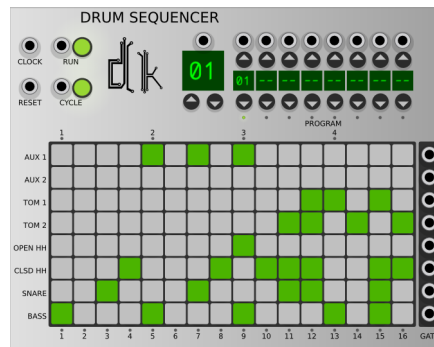 DRUM SEQUENCER
CLOCK RUN
RESET CYCLE
drk
01
01 -- -- -- -- -- -- --
PROGRAM
1 2 3 4
AUX 1
AUX 2
TOM 1
TOM 2
OPEN HH
CLSD HH
SNARE
BASS
1 2 3 4 5 6 7 8 9 10 11 12 13 14 15 16 GAT